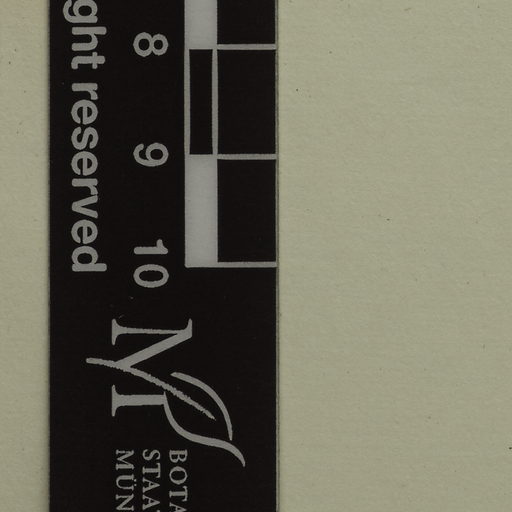 ght reserved
8
9
10
BOTA
STAA
MÜN